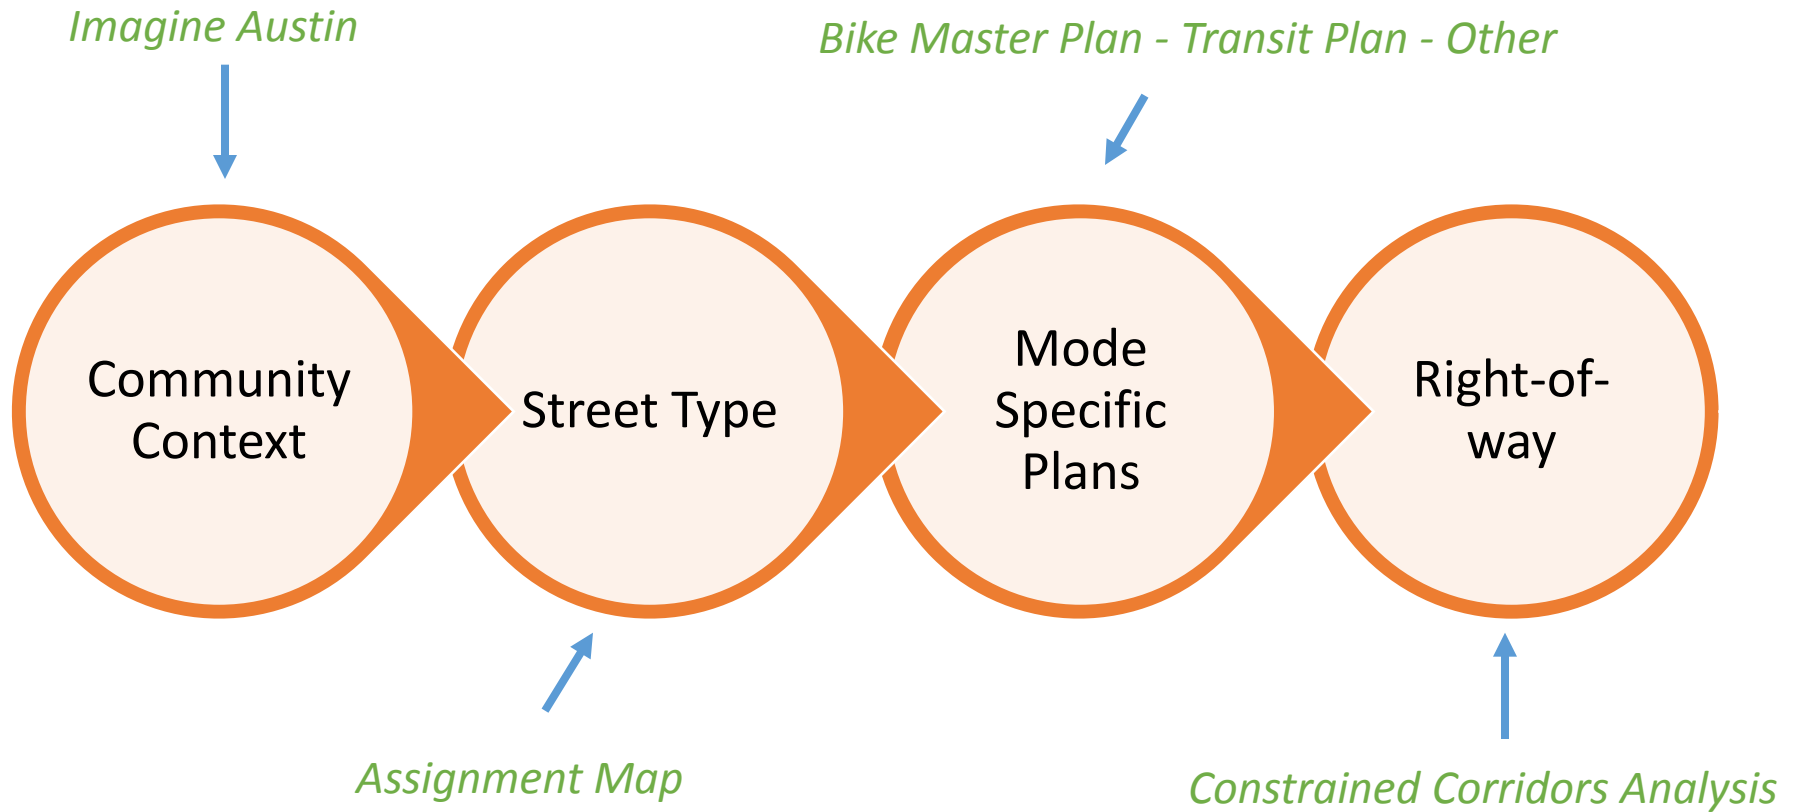 Imagine Austin
Bike Master Plan - Transit Plan - Other
Community
Context
Street Type
Mode
Specific
Plans
Right-of-
way
Assignment Map
Constrained Corridors Analysis